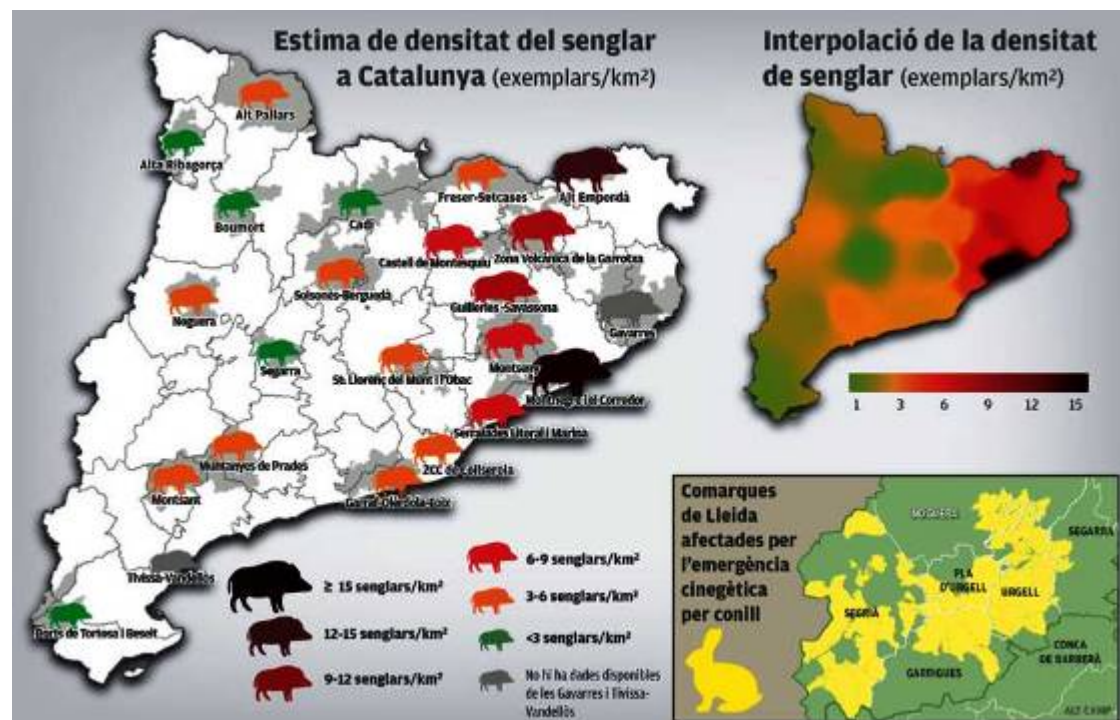 Estima de densitat del senglar
a Catalunya (exemplars/km²)
Interpolació de la densitat
de senglar (exemplars/km²)
Alt Pallars
Alta Ribagorça
Boumort
Cadí
Freser-Setcases
Alt Empordà
Castell de Montesquiu
Zona Volcànica de la Garrotxa
Solsonès-Berguedà
Noguera
Guilleries-Savassona
Gavarres
Segarra
St. Llorenç del Munt i l'Obac
Montseny
Montnegre i el Corredor
Serralades Litoral i Marina
Muntanyes de Prades
ZCC de Collserola
Montsant
Garraf-Olèrdola-Foix
Tivissa-Vandellòs
Ports de Tortosa i Beseit
≥ 15 senglars/km²
12-15 senglars/km²
9-12 senglars/km²
6-9 senglars/km²
3-6 senglars/km²
<3 senglars/km²
No hi ha dades disponibles
de les Gavarres i Tivissa-
Vandellòs
1 3 6 9 12 15
Comarques
de Lleida
afectades per
l'emergència
cinegètica
per conill
NOGUERA
SEGARRA
PLA
D'URGELL
URGELL
SEGRIÀ
CONCA
DE BARBERÀ
GARRIGUES
ALT CAMP